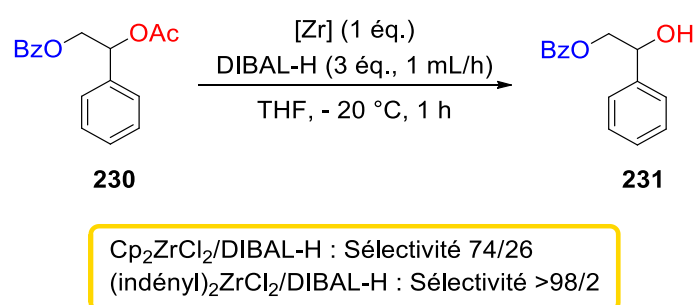 BzO OAc
[Zr] (1 éq.)
DIBAL-H (3 éq., 1 mL/h)
THF, - 20 °C, 1 h
BzO OH
230
231
Cp₂ZrCl₂/DIBAL-H : Sélectivité 74/26
(indényl)₂ZrCl₂/DIBAL-H : Sélectivité >98/2